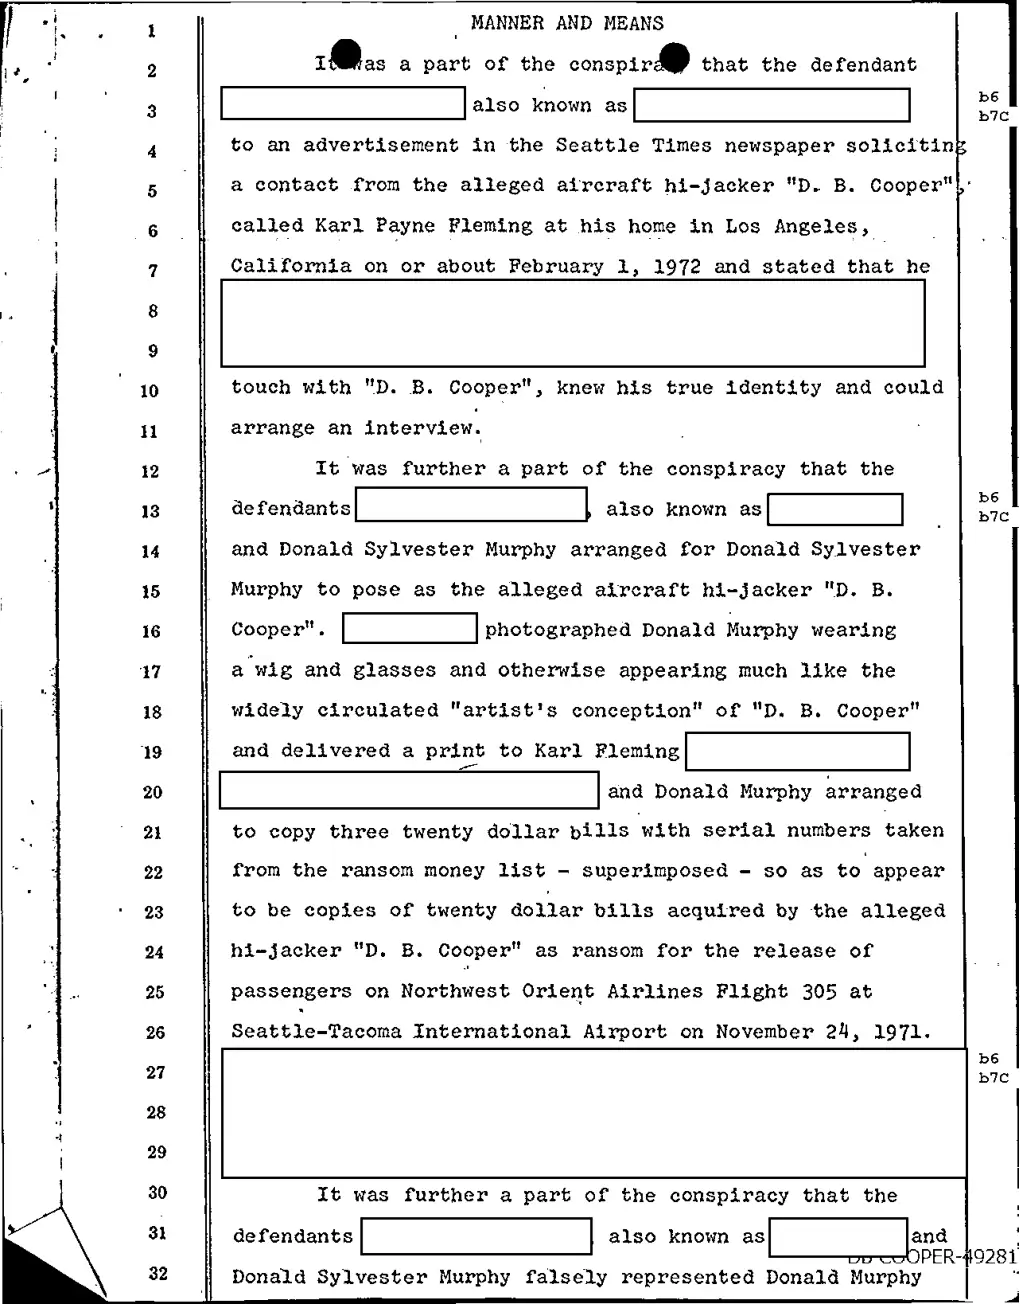 1 MANNER AND MEANS
2 It was a part of the conspiracy that the defendant
3 also known as b6
b7C
4 to an advertisement in the Seattle Times newspaper soliciting
5 a contact from the alleged aircraft hi-jacker "D. B. Cooper",
6 called Karl Payne Fleming at his home in Los Angeles,
7 California on or about February 1, 1972 and stated that he
8
9
10 touch with "D. B. Cooper", knew his true identity and could
11 arrange an interview.
12 It was further a part of the conspiracy that the
13 defendants , also known as b6
b7C
14 and Donald Sylvester Murphy arranged for Donald Sylvester
15 Murphy to pose as the alleged aircraft hi-jacker "D. B.
16 Cooper". photographed Donald Murphy wearing
17 a wig and glasses and otherwise appearing much like the
18 widely circulated "artist's conception" of "D. B. Cooper"
19 and delivered a print to Karl Fleming
20 and Donald Murphy arranged
21 to copy three twenty dollar bills with serial numbers taken
22 from the ransom money list - superimposed - so as to appear
23 to be copies of twenty dollar bills acquired by the alleged
24 hi-jacker "D. B. Cooper" as ransom for the release of
25 passengers on Northwest Orient Airlines Flight 305 at
26 Seattle-Tacoma International Airport on November 24, 1971.
27 b6
b7C
28
29
30 It was further a part of the conspiracy that the
31 defendants also known as and
DB COOPER-49281
32 Donald Sylvester Murphy falsely represented Donald Murphy